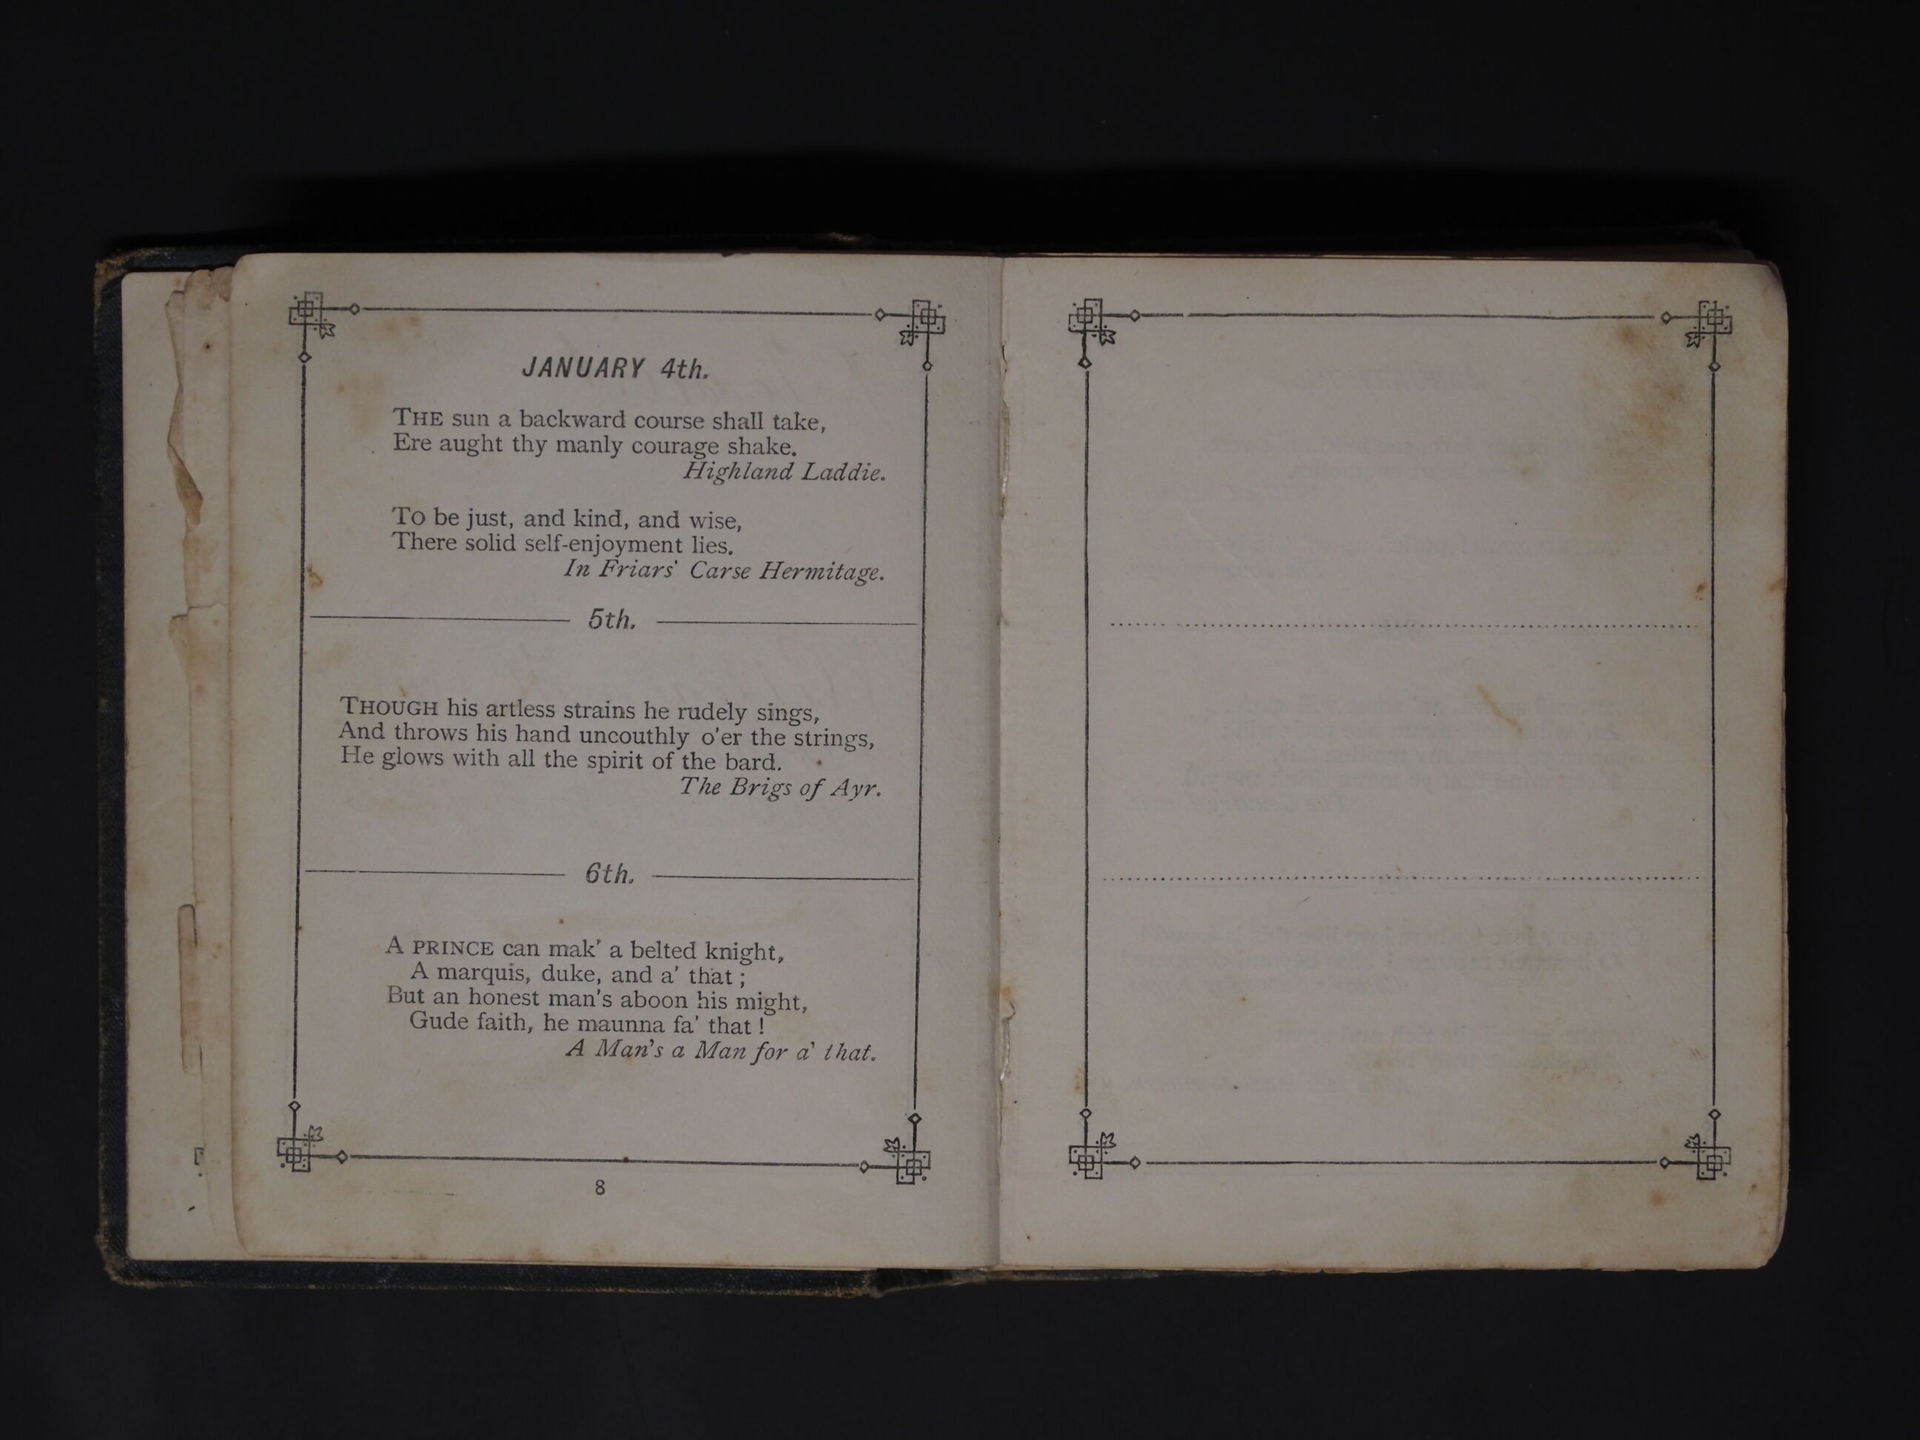 JANUARY 4th.
THE sun a backward course shall take,
Ere aught thy manly courage shake.
Highland Laddie.
To be just, and kind, and wise,
There solid self-enjoyment lies.
In Friars' Carse Hermitage.
5th.
THOUGH his artless strains he rudely sings,
And throws his hand uncouthly o'er the strings,
He glows with all the spirit of the bard.
The Brigs of Ayr.
6th.
A PRINCE can mak' a belted knight,
A marquis, duke, and a' that ;
But an honest man's aboon his might,
Gude faith, he maunna fa' that !
A Man's a Man for a' that.
8